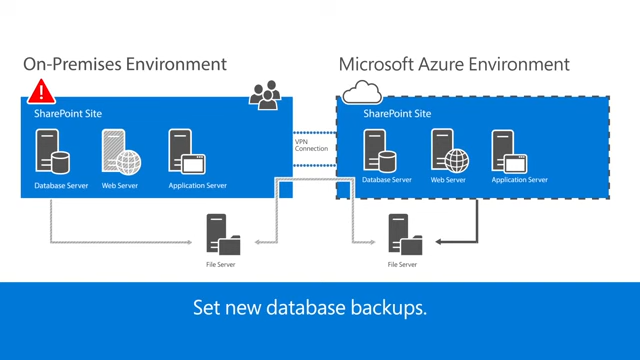 On-Premises Environment
Microsoft Azure Environment
SharePoint Site
SharePoint Site
VPN
Connection
Database Server
Web Server
Application Server
Database Server
Web Server
Application Server
File Server
File Server
Set new database backups.